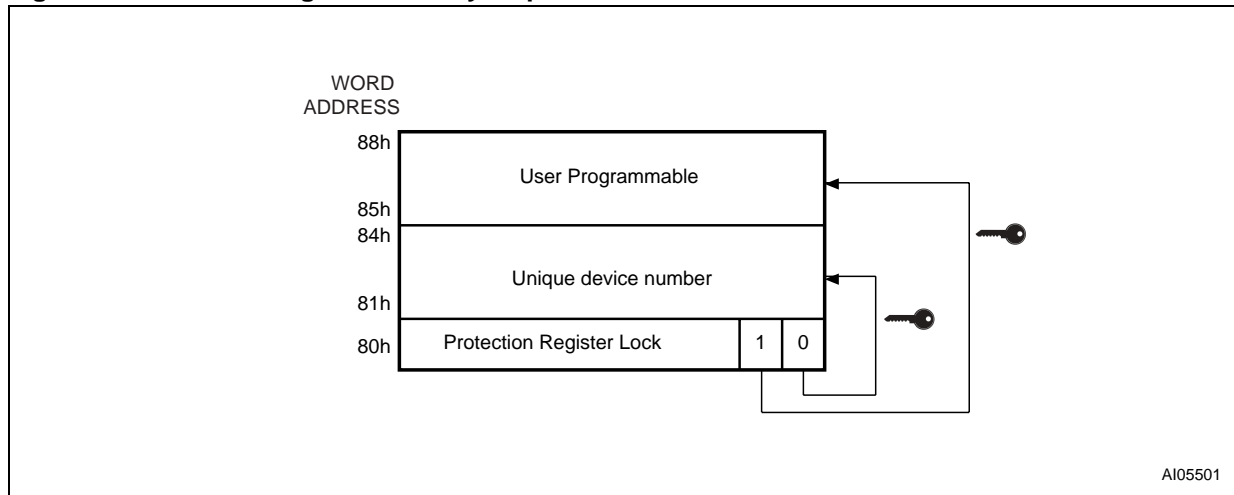 WORD
ADDRESS
88h
User Programmable
85h
84h
Unique device number
81h
80h
Protection Register Lock
1
0
AI05501